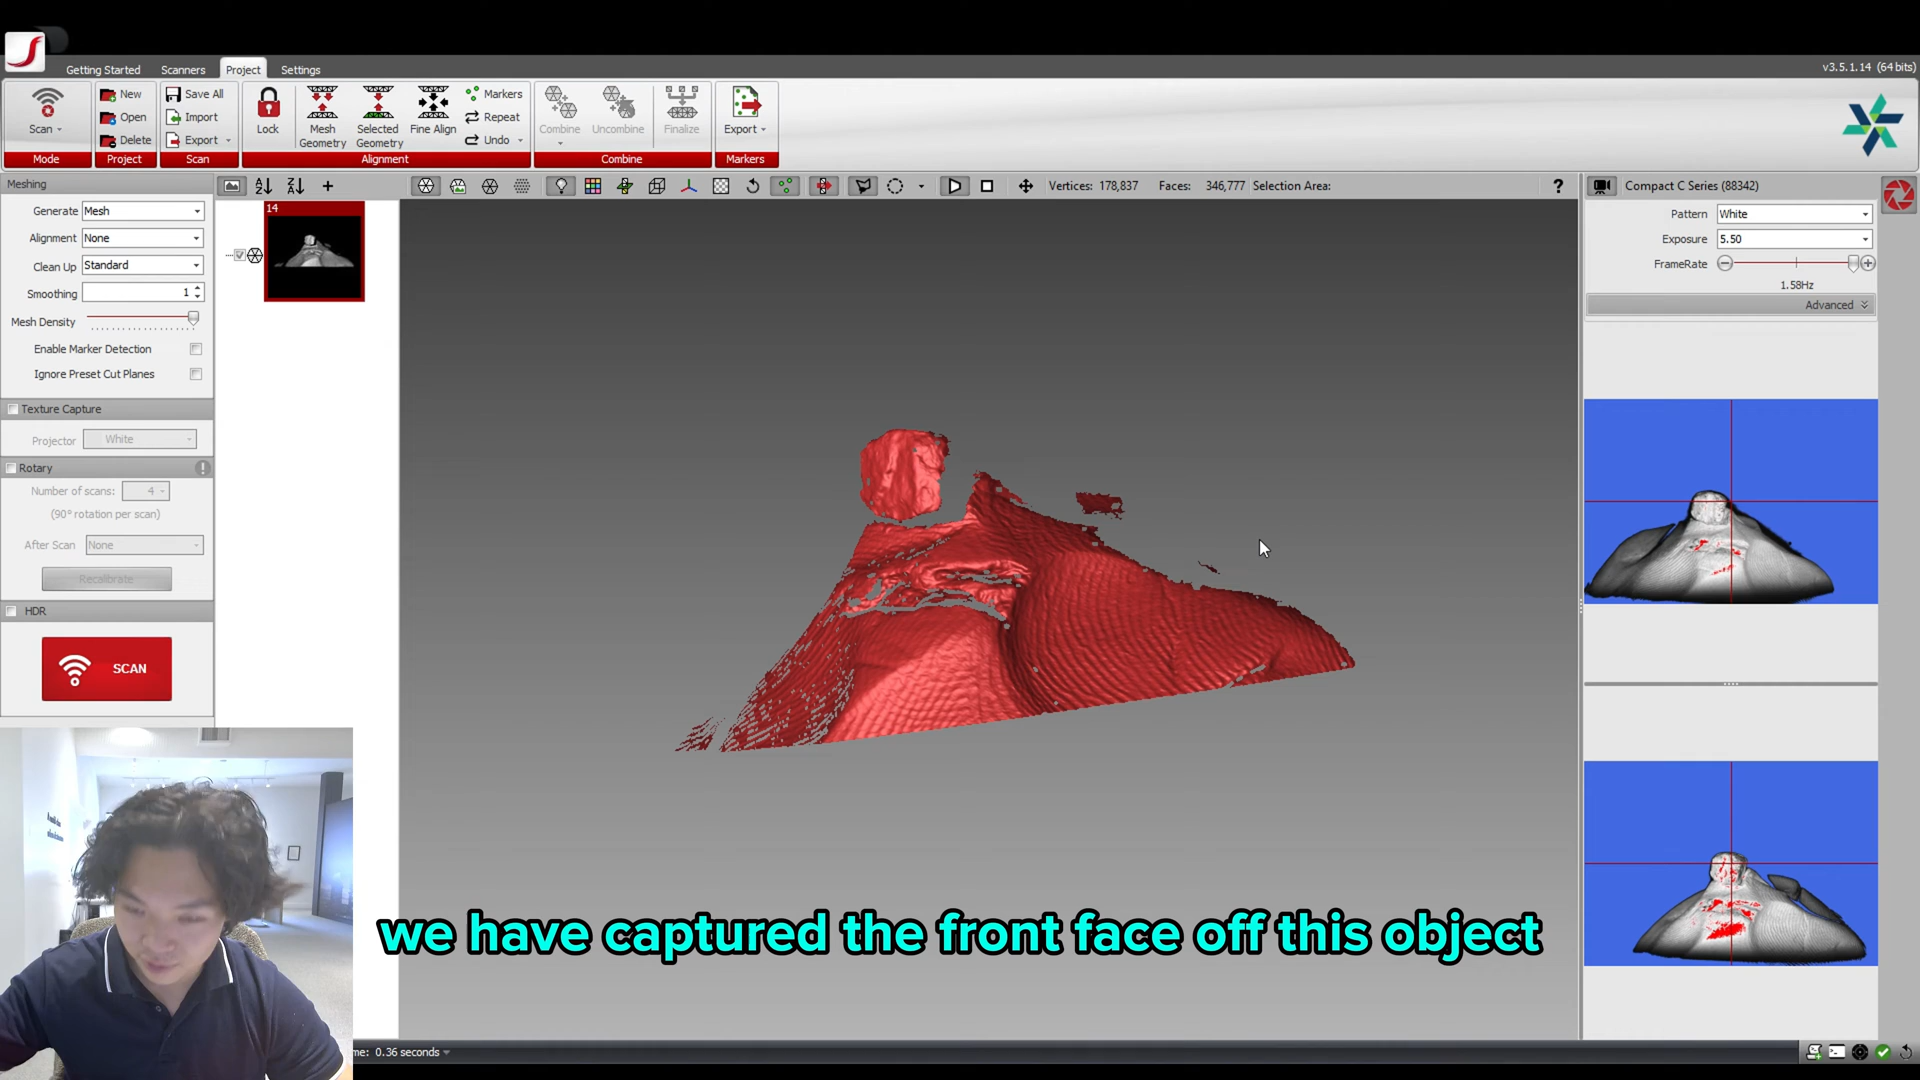 Getting Started Scanners Project Settings
v3.5.1.14 (64 bits)
Scan
Mode
New
Open
Delete
Project
Save All
Import
Export
Scan
Lock
Mesh Geometry
Selected Geometry
Fine Align
Markers
Repeat
Undo
Alignment
Combine
Uncombine
Finalize
Combine
Export
Markers
Meshing
Generate Mesh
Alignment None
Clean Up Standard
Smoothing 1
Mesh Density
Enable Marker Detection
Ignore Preset Cut Planes
Texture Capture
Projector White
Rotary
Number of scans: 4
(90° rotation per scan)
After Scan None
Recalibrate
HDR
SCAN
14
Vertices: 178,837 Faces: 346,777 Selection Area:
?
Compact C Series (88342)
Pattern White
Exposure 5.50
FrameRate
1.58Hz
Advanced
we have captured the front face off this object
me: 0.36 seconds